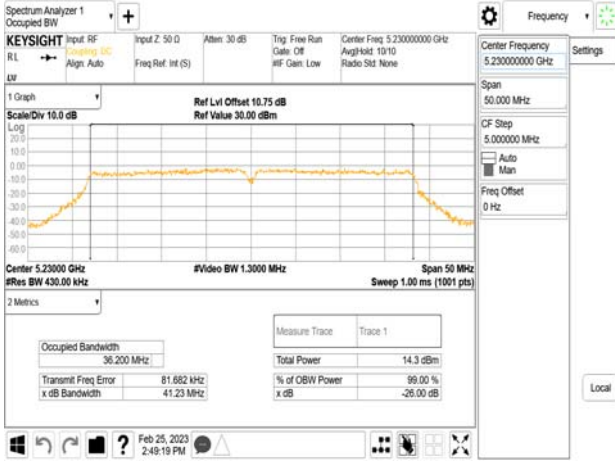 Spectrum Analyzer 1
Occupied BW
Frequency
KEYSIGHT
RL
Input: RF
Coupling: DC
Align: Auto
Input Z: 50 Ω
Freq Ref: Int (S)
Atten: 30 dB
Trig: Free Run
Gate: Off
#IF Gain: Low
Center Freq: 5.230000000 GHz
Avg|Hold: 10/10
Radio Std: None
Center Frequency
5.230000000 GHz
Settings
Span
50.000 MHz
CF Step
5.000000 MHz
Auto
Man
Freq Offset
0 Hz
Local
1 Graph
Scale/Div 10.0 dB
Ref Lvl Offset 10.75 dB
Ref Value 30.00 dBm
Log
20.0
10.0
0.00
-10.0
-20.0
-30.0
-40.0
-50.0
-60.0
Center 5.23000 GHz
#Res BW 430.00 kHz
#Video BW 1.3000 MHz
Span 50 MHz
Sweep 1.00 ms (1001 pts)
2 Metrics
Measure Trace
Trace 1
Occupied Bandwidth
36.200 MHz
Total Power
14.3 dBm
Transmit Freq Error
81.682 kHz
% of OBW Power
99.00 %
x dB Bandwidth
41.23 MHz
x dB
-26.00 dB
?
Feb 25, 2023
2:49:19 PM